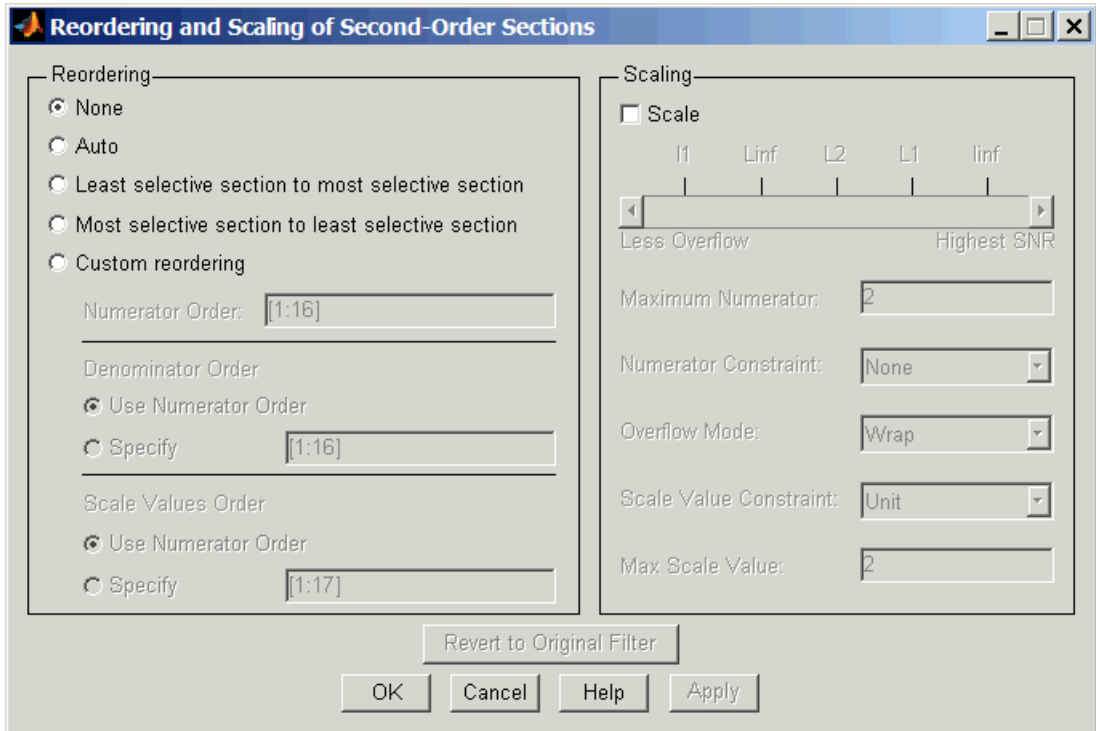 Reordering and Scaling of Second-Order Sections
Reordering
None
Auto
Least selective section to most selective section
Most selective section to least selective section
Custom reordering
Numerator Order: [1:16]
Denominator Order
Use Numerator Order
Specify [1:16]
Scale Values Order
Use Numerator Order
Specify [1:17]
Scaling
Scale
l1 Linf L2 L1 linf
Less Overflow Highest SNR
Maximum Numerator: 2
Numerator Constraint: None
Overflow Mode: Wrap
Scale Value Constraint: Unit
Max Scale Value: 2
Revert to Original Filter
OK Cancel Help Apply